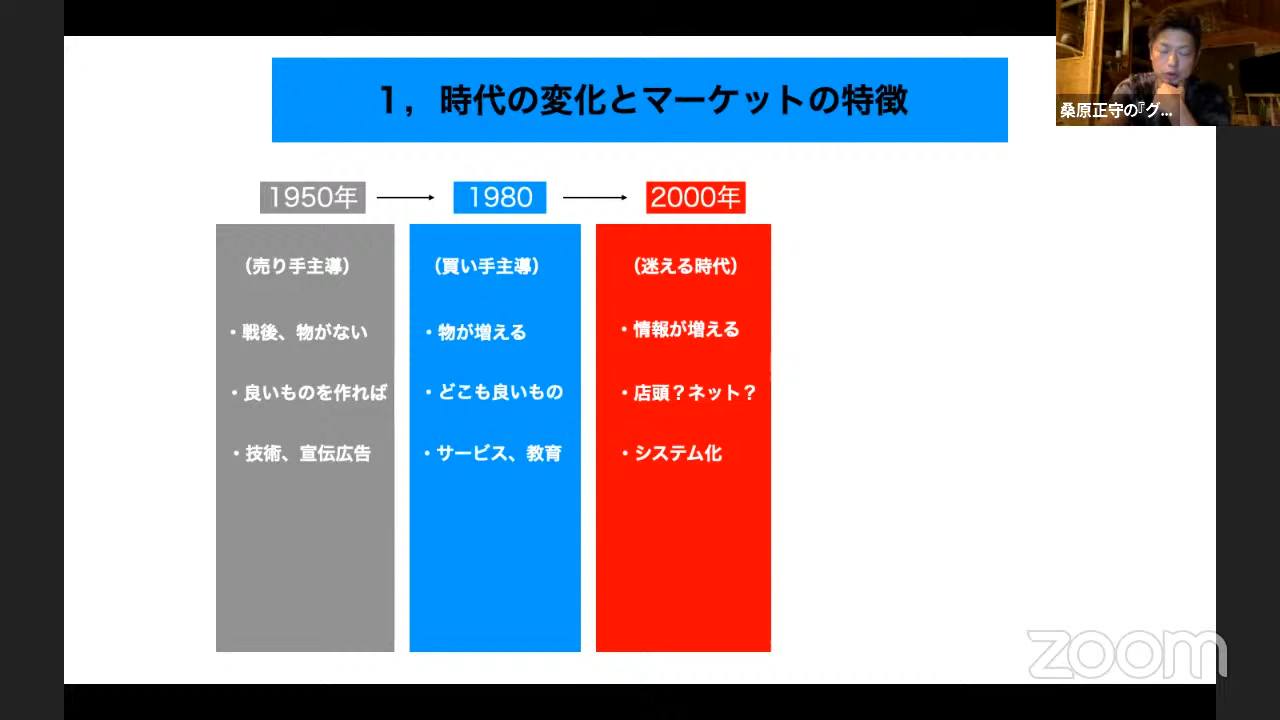 1，時代の変化とマーケットの特徴
桑原正守の『グ...
1950年
1980
2000年
（売り手主導）
・戦後、物がない
・良いものを作れば
・技術、宣伝広告
（買い手主導）
・物が増える
・どこも良いもの
・サービス、教育
（迷える時代）
・情報が増える
・店頭？ネット？
・システム化
zoom